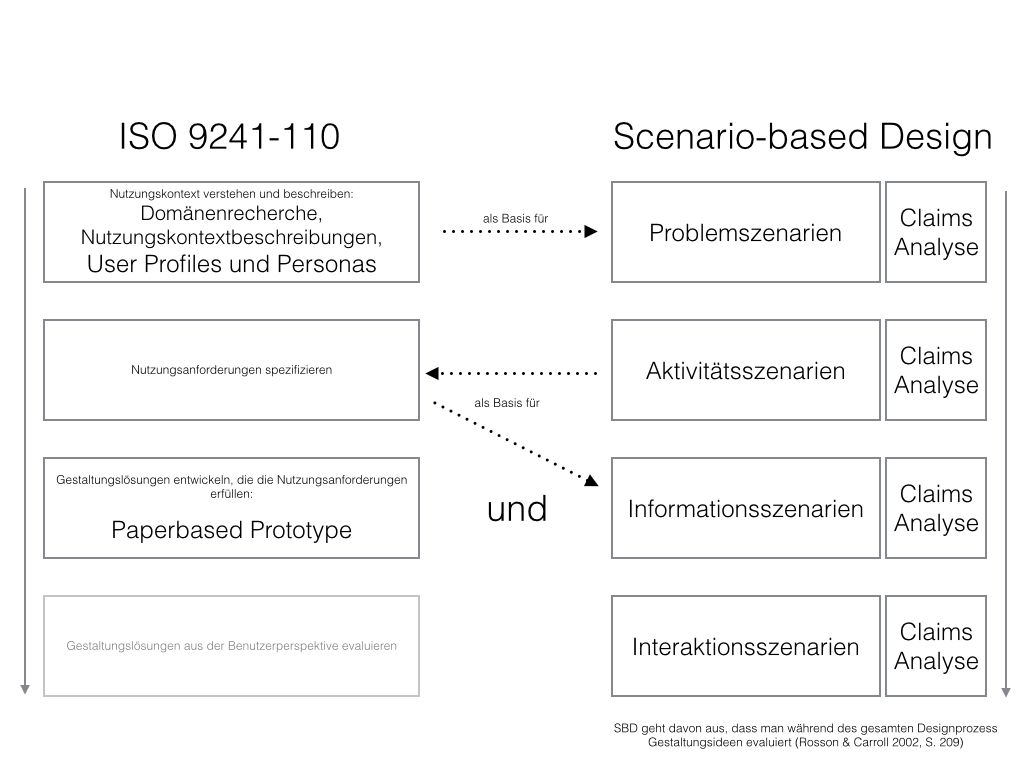 ISO 9241-110
Scenario-based Design
Nutzungskontext verstehen und beschreiben:
Domänenrecherche,
Nutzungskontextbeschreibungen,
User Profiles und Personas
als Basis für
Problemszenarien
Claims
Analyse
Nutzungsanforderungen spezifizieren
als Basis für
Aktivitätsszenarien
Claims
Analyse
Gestaltungslösungen entwickeln, die die Nutzungsanforderungen
erfüllen:
Paperbased Prototype
und
Informationsszenarien
Claims
Analyse
Gestaltungslösungen aus der Benutzerperspektive evaluieren
Interaktionsszenarien
Claims
Analyse
SBD geht davon aus, dass man während des gesamten Designprozess
Gestaltungsideen evaluiert (Rosson & Carroll 2002, S. 209)